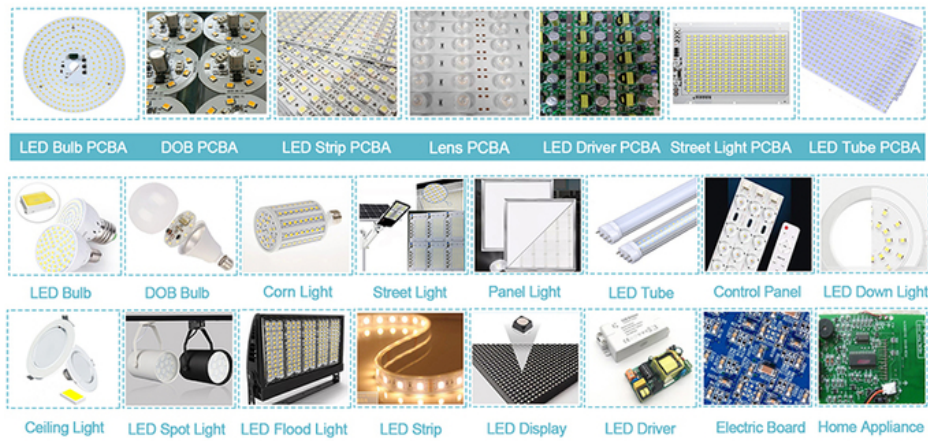 LED Bulb PCBA
DOB PCBA
LED Strip PCBA
Lens PCBA
LED Driver PCBA
Street Light PCBA
LED Tube PCBA
LED Bulb
DOB Bulb
Corn Light
Street Light
Panel Light
LED Tube
Control Panel
LED Down Light
Ceiling Light
LED Spot Light
LED Flood Light
LED Strip
LED Display
LED Driver
Electric Board
Home Appliance